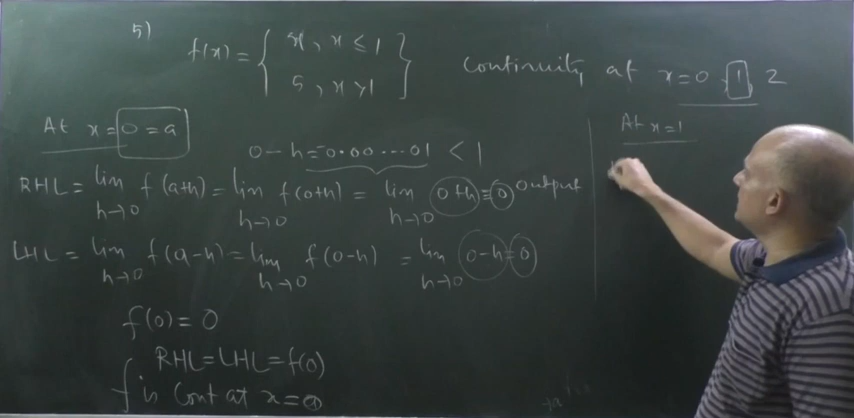 5)
f(x) = { x, x ≤ 1
5, x > 1 }
Continuity at x = 0, 1, 2
At x = 0 = a
0 - h = -0.00...01 < 1
RHL = lim h→0 f(a+h) = lim h→0 f(0+h) = lim h→0 0+h = 0 output
LHL = lim h→0 f(a-h) = lim h→0 f(0-h) = lim h→0 0-h = 0
f(0) = 0
RHL = LHL = f(0)
f is Cont at x = 0
At x = 1